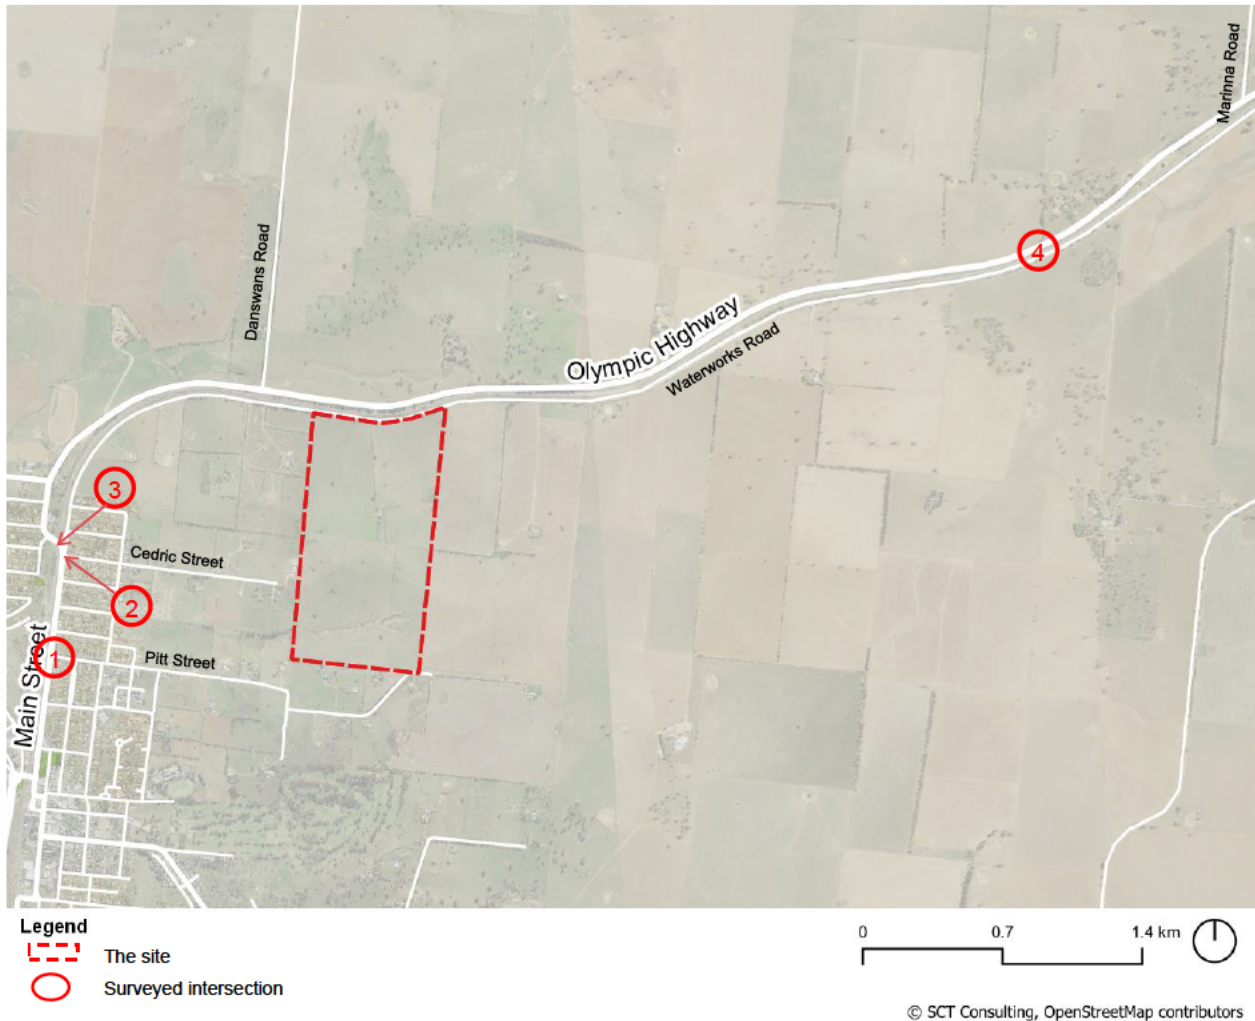 Marinna Road
Danswans Road
4
Olympic Highway
Waterworks Road
3
Cedric Street
2
1
Pitt Street
Main Street
Legend
The site
Surveyed intersection
0 0.7 1.4 km
© SCT Consulting, OpenStreetMap contributors